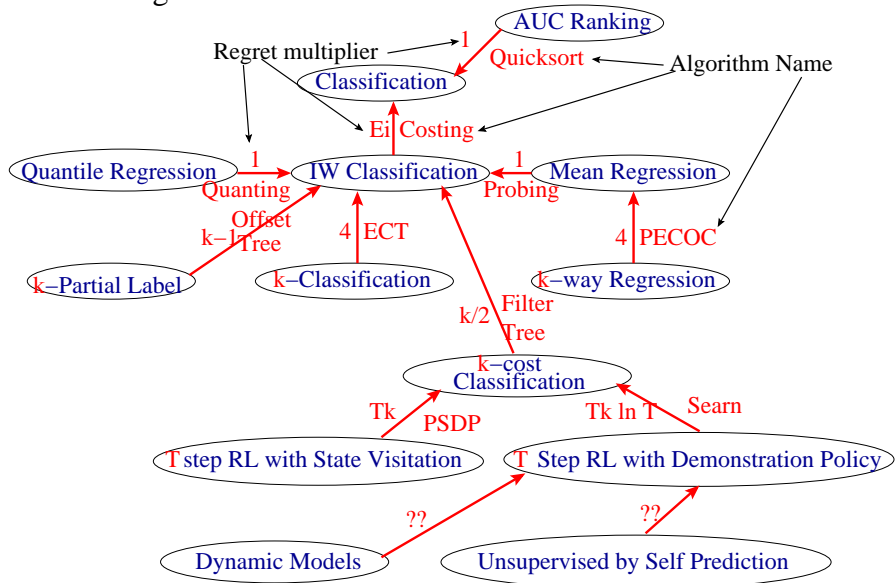 AUC Ranking
Regret multiplier
1
Quicksort
Algorithm Name
Classification
Ei
Costing
Quantile Regression
1
Quanting
IW Classification
1
Probing
Mean Regression
Offset
k−1
Tree
4
ECT
4
PECOC
k−Partial Label
k−Classification
k−way Regression
k/2
Filter
Tree
k−cost
Classification
Tk
PSDP
Tk ln T
Searn
T step RL with State Visitation
T Step RL with Demonstration Policy
??
??
Dynamic Models
Unsupervised by Self Prediction